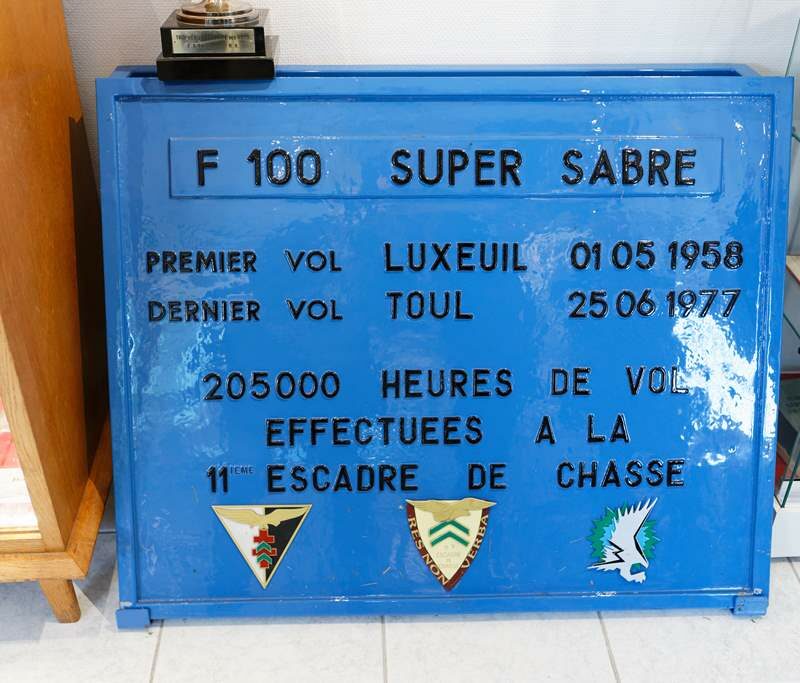 F 100 SUPER SABRE
PREMIER VOL LUXEUIL 01 05 1958
DERNIER VOL TOUL 25 06 1977
205000 HEURES DE VOL
EFFECTUEES A LA
11IEME ESCADRE DE CHASSE
RES NON VERBA
ESCADRE